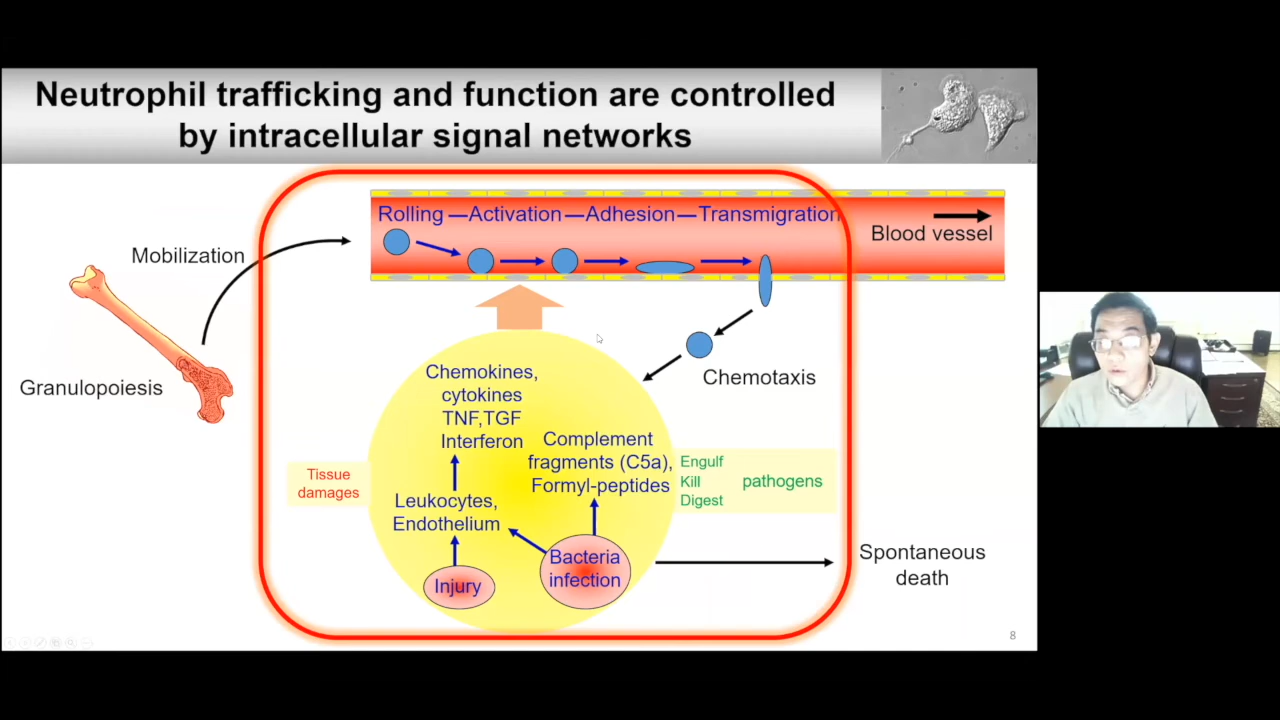 Neutrophil trafficking and function are controlled
by intracellular signal networks
Rolling —Activation —Adhesion—Transmigration
Blood vessel
Mobilization
Granulopoiesis
Chemotaxis
Chemokines,
cytokines
TNF,TGF
Interferon
Complement
fragments (C5a),
Formyl-peptides
Tissue
damages
Engulf
Kill
Digest
pathogens
Leukocytes,
Endothelium
Bacteria
infection
Injury
Spontaneous
death
8